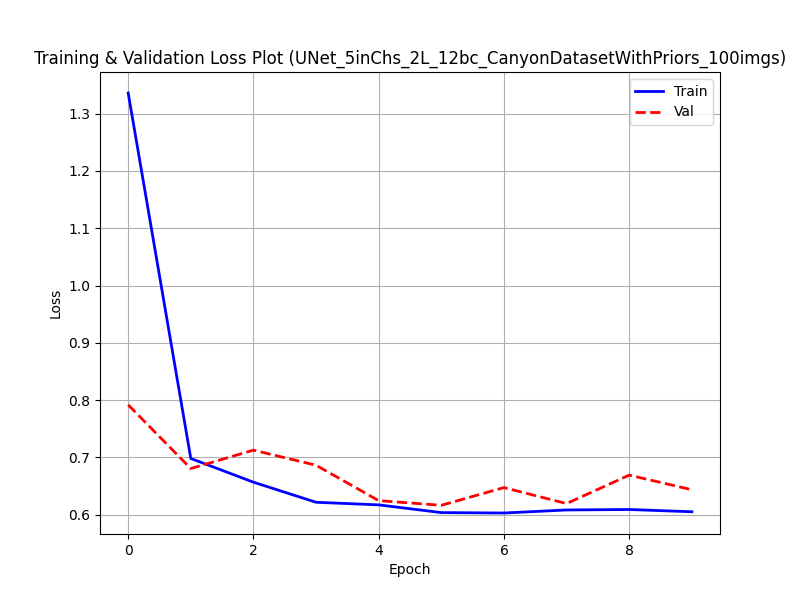 Training & Validation Loss Plot (UNet_5inChs_2L_12bc_CanyonDatasetWithPriors_100imgs)
Train
Val
1.3
1.2
1.1
1.0
0.9
0.8
0.7
0.6
Loss
0
2
4
6
8
Epoch